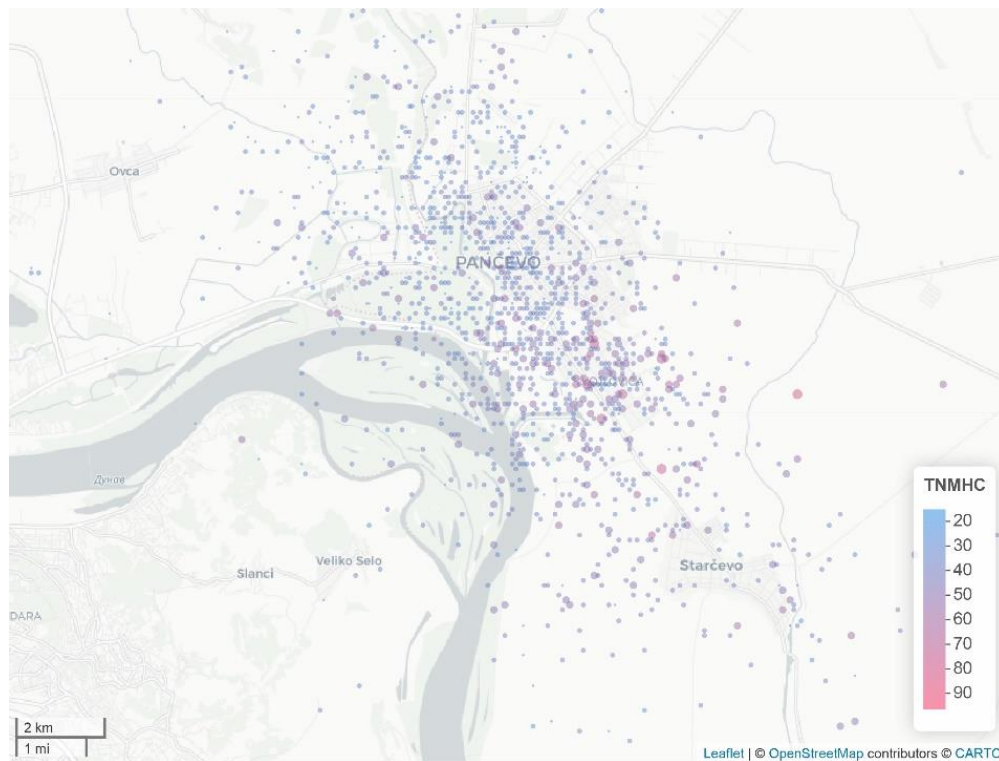 Ovca
PANČEVO
Дунав
TNMHC
20
30
40
50
60
70
80
90
Veliko Selo
Slanci
Starčevo
DARA
2 km
1 mi
Leaflet | © OpenStreetMap contributors © CARTO